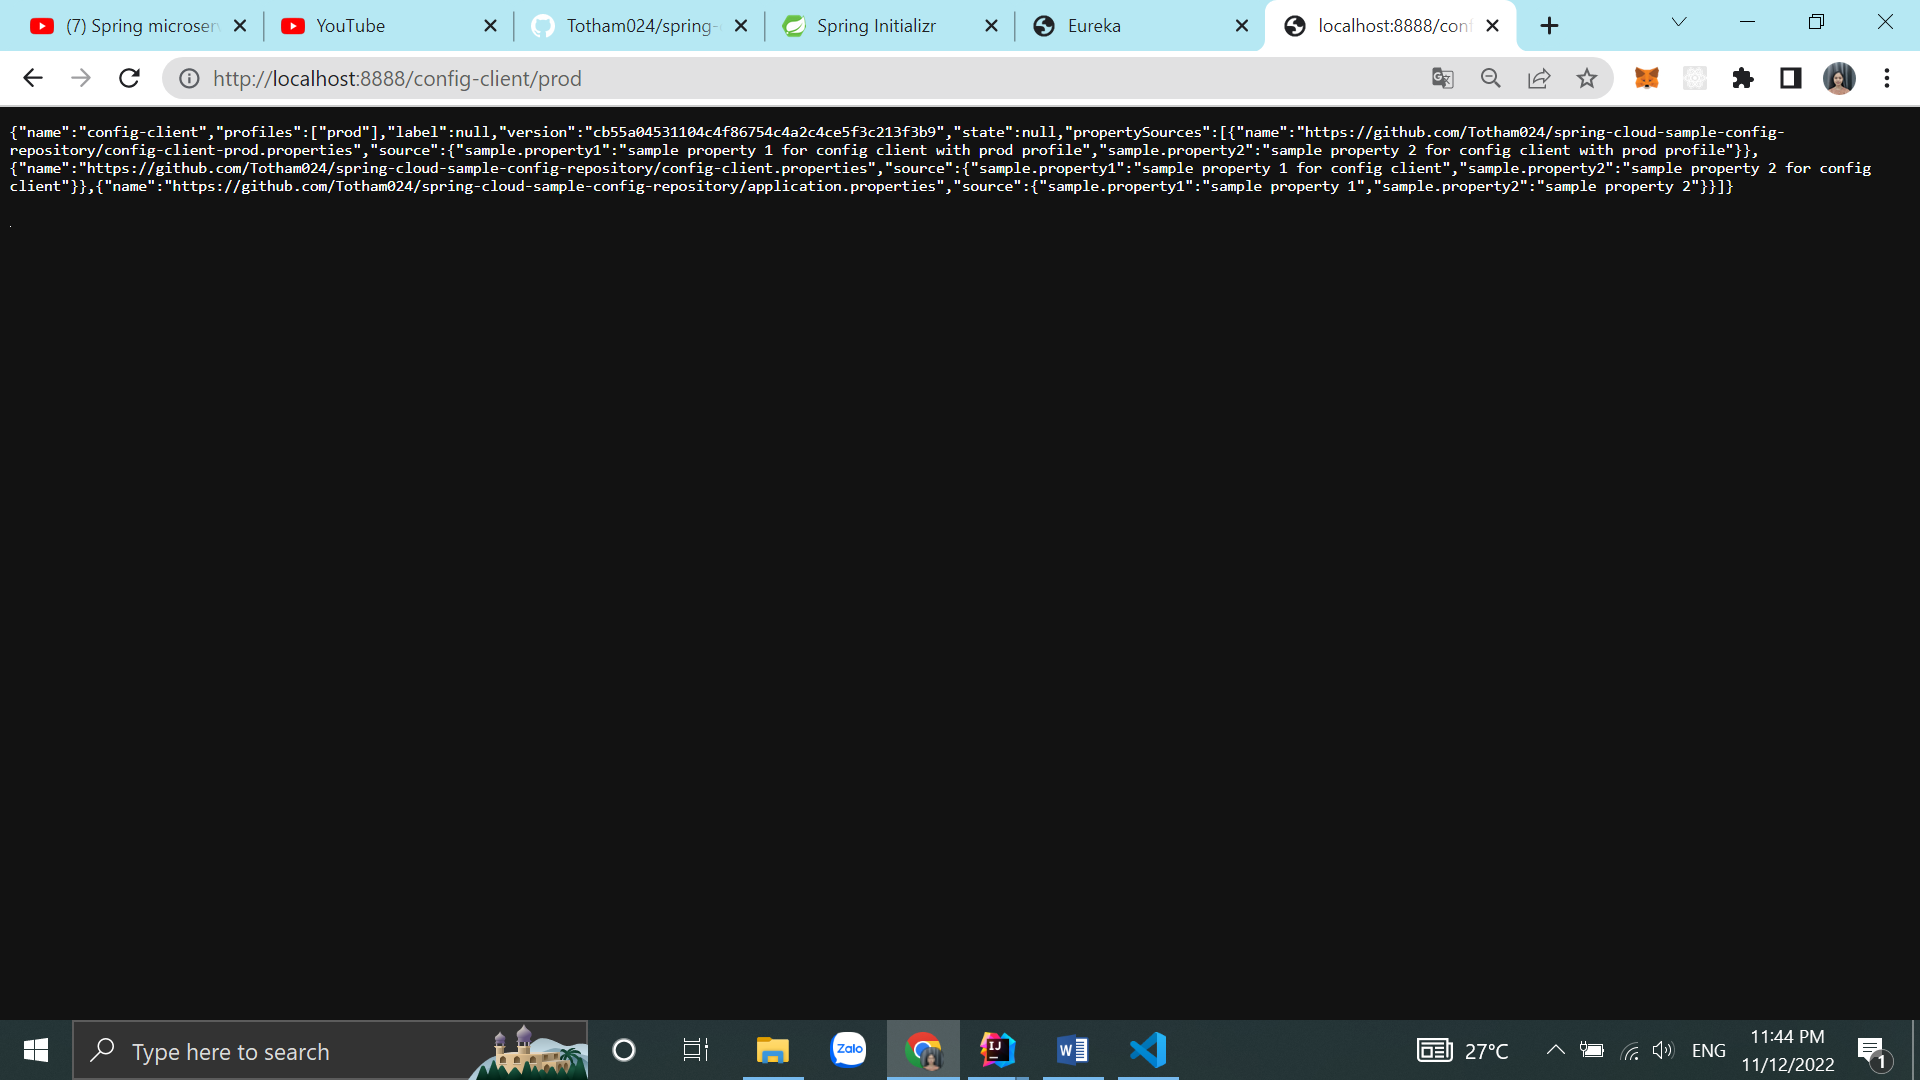 (7) Spring microser
YouTube
Totham024/spring-
Spring Initializr
Eureka
localhost:8888/conf
http://localhost:8888/config-client/prod
{"name":"config-client","profiles":["prod"],"label":null,"version":"cb55a04531104c4f86754c4a2c4ce5f3c213f3b9","state":null,"propertySources":[{"name":"https://github.com/Totham024/spring-cloud-sample-config-
repository/config-client-prod.properties","source":{"sample.property1":"sample property 1 for config client with prod profile","sample.property2":"sample property 2 for config client with prod profile"}},
{"name":"https://github.com/Totham024/spring-cloud-sample-config-repository/config-client.properties","source":{"sample.property1":"sample property 1 for config client","sample.property2":"sample property 2 for config
client"}},{"name":"https://github.com/Totham024/spring-cloud-sample-config-repository/application.properties","source":{"sample.property1":"sample property 1","sample.property2":"sample property 2"}}]}
Type here to search
Zalo
IJ
W
27°C
ENG
11:44 PM
11/12/2022
1